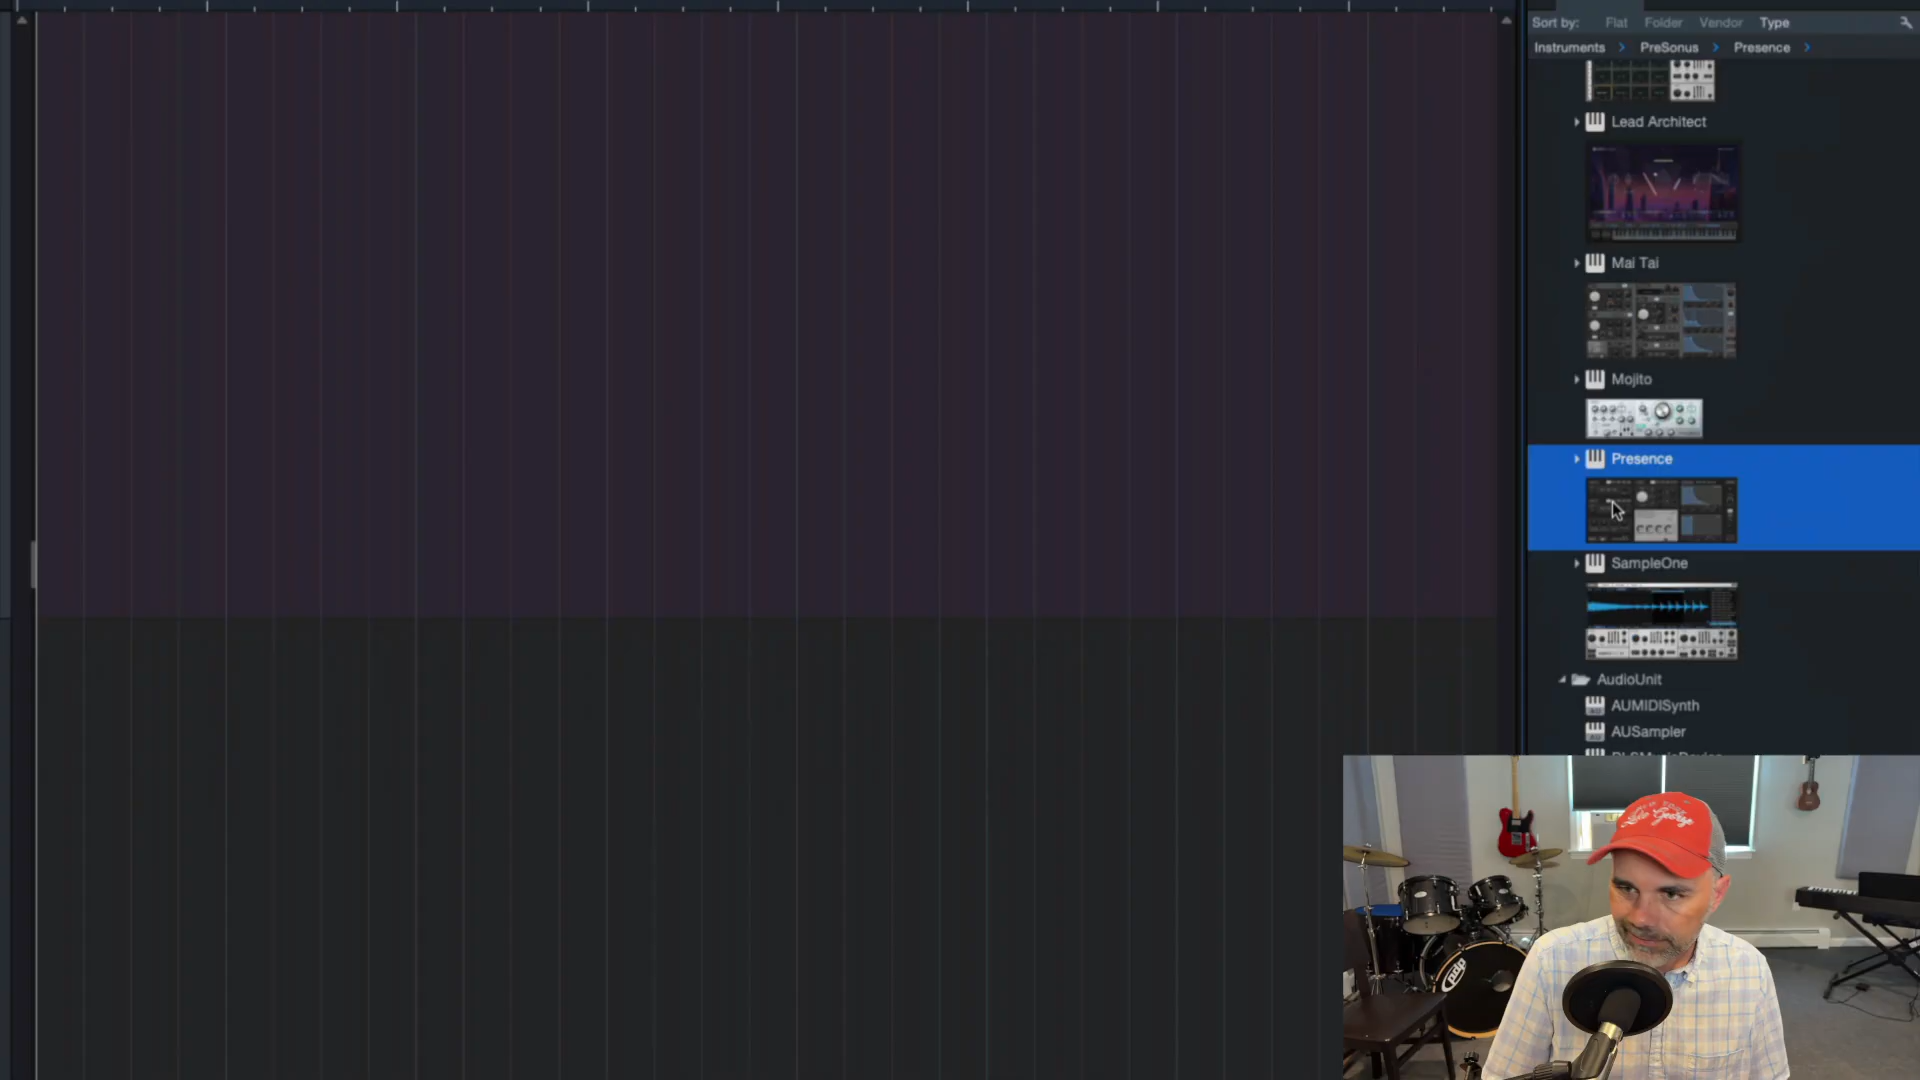 Sort by: Flat Folder Vendor Type
Instruments PreSonus Presence
Lead Architect
Mai Tai
Mojito
Presence
SampleOne
AudioUnit
AUMIDISynth
AUSampler
pdp